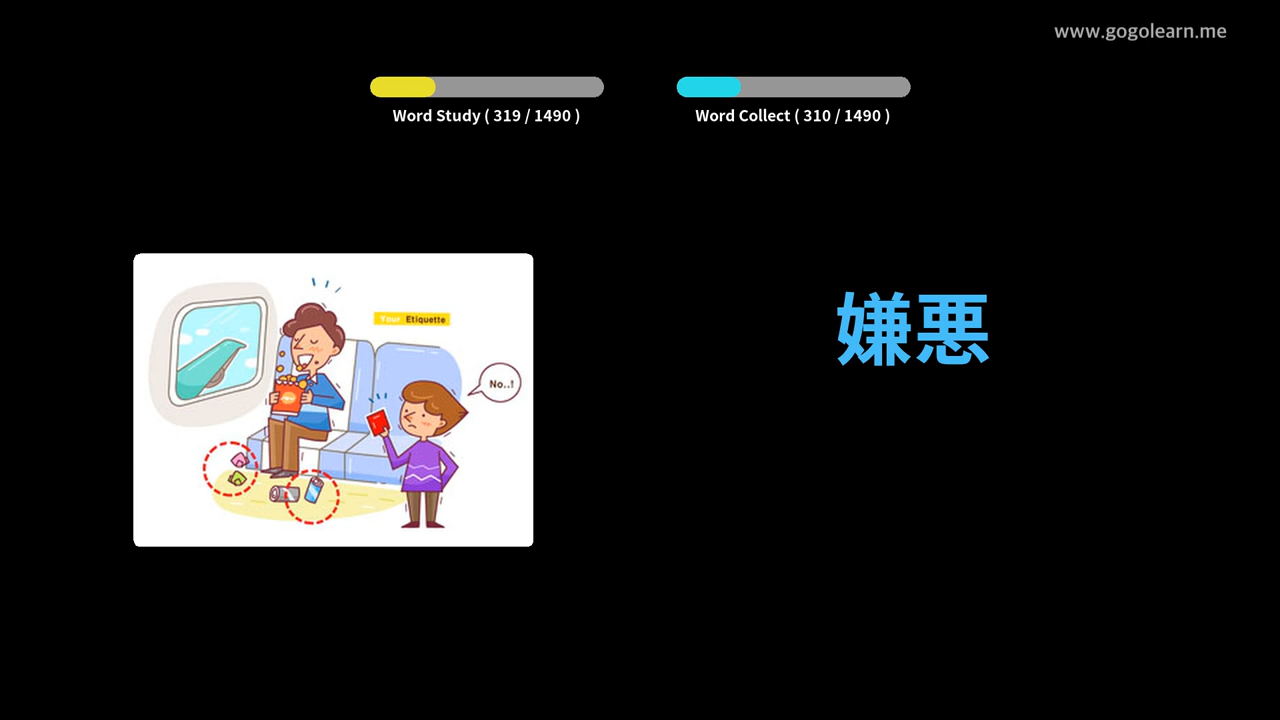 www.gogolearn.me
Word Study ( 319 / 1490 )
Word Collect ( 310 / 1490 )
Your Etiquette
No..!
嫌悪